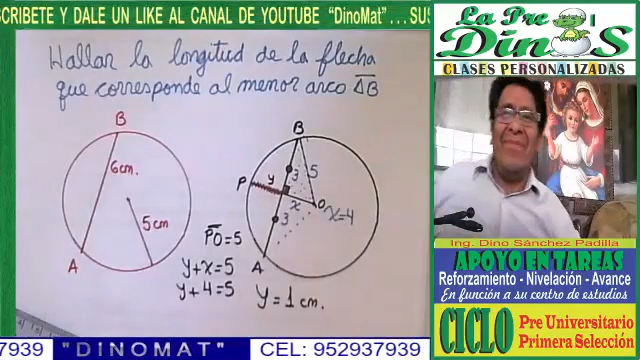 SCRIBETE Y DALE UN LIKE AL CANAL DE YOUTUBE "DinoMat"...SUS
Hallar la longitud de la flecha
que corresponde al menor arco AB
B
6cm.
5cm
A
B
5
3
P
y
x
O
x=4
3
A
PO=5
y+x=5
y+4=5
y=1cm.
La Pre
DinoS
CLASES PERSONALIZADAS
Ing. Dino Sánchez Padilla
APOYO EN TAREAS
Reforzamiento - Nivelación - Avance
En función a su centro de estudios
CICLO Pre Universitario
Primera Selección
7939 "DINOMAT" CEL: 952937939